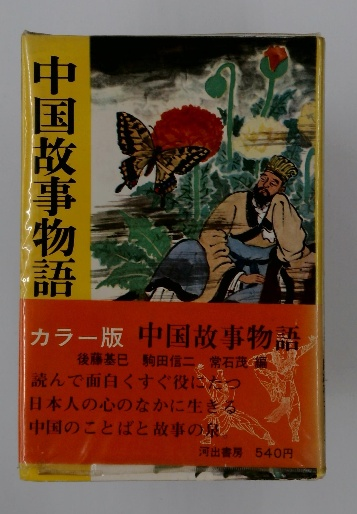 中国故事物語
カラー版 中国故事物語
後藤基巳 駒田信二 常石茂 編
読んで面白くすぐ役にたつ
日本人の心のなかに生きる
中国のことばと故事の泉
河出書房 540円